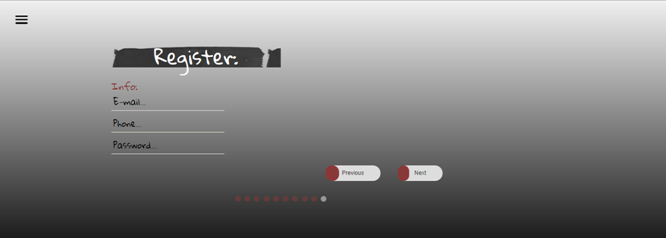 Register:
Info:
E-mail...
Phone...
Password...
Previous
Next